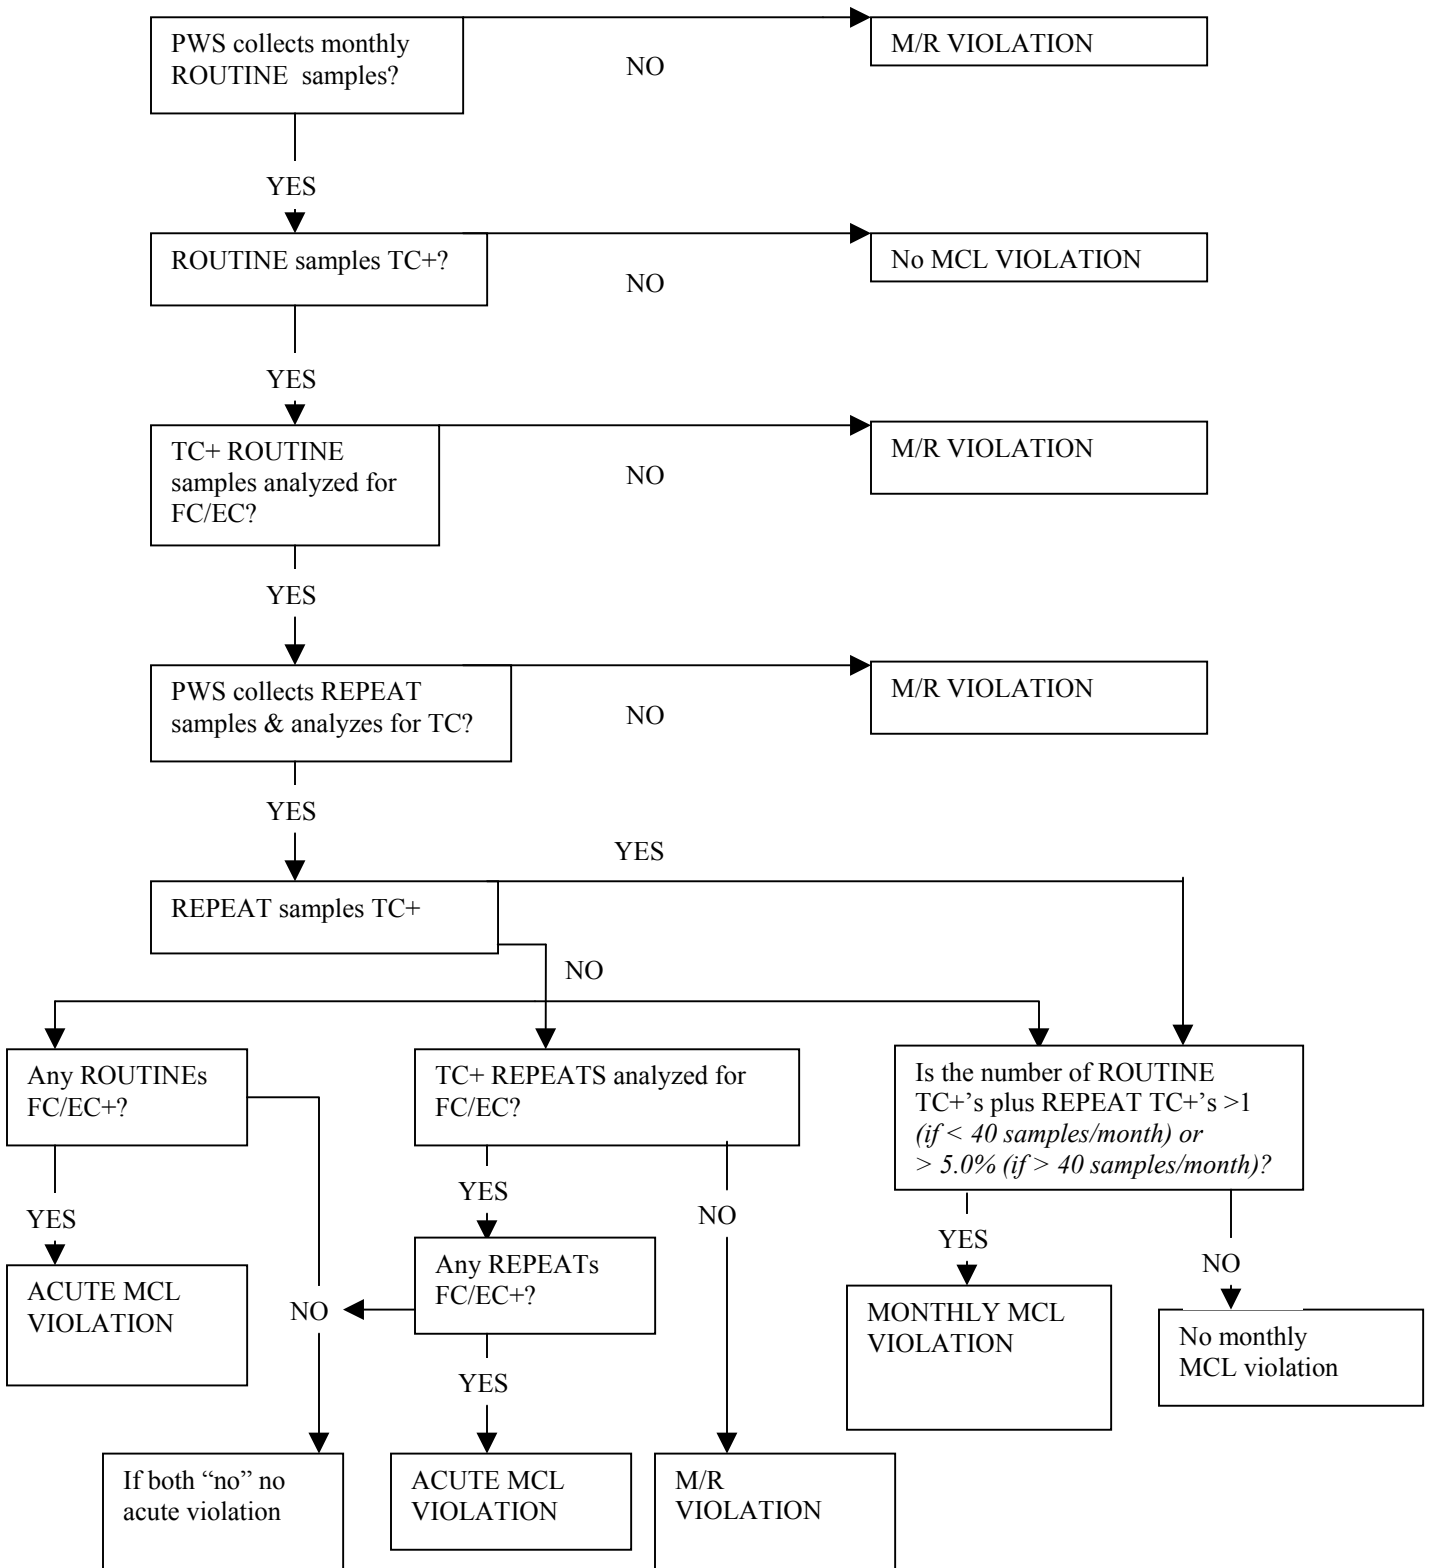 PWS collects monthly
ROUTINE  samples?
NO
M/R VIOLATION
YES
ROUTINE samples TC+?
NO
No MCL VIOLATION
YES
TC+ ROUTINE
samples analyzed for
FC/EC?
NO
M/R VIOLATION
YES
PWS collects REPEAT
samples & analyzes for TC?
NO
M/R VIOLATION
YES
YES
REPEAT samples TC+
NO
Any ROUTINEs
FC/EC+?
TC+ REPEATS analyzed for
FC/EC?
Is the number of ROUTINE
TC+’s plus REPEAT TC+’s >1
(if < 40 samples/month) or
> 5.0% (if > 40 samples/month)?
YES
YES
NO
YES
NO
ACUTE MCL
VIOLATION
NO
Any REPEATs
FC/EC+?
MONTHLY MCL
VIOLATION
No monthly
MCL violation
YES
If both “no” no
acute violation
ACUTE MCL
VIOLATION
M/R
VIOLATION